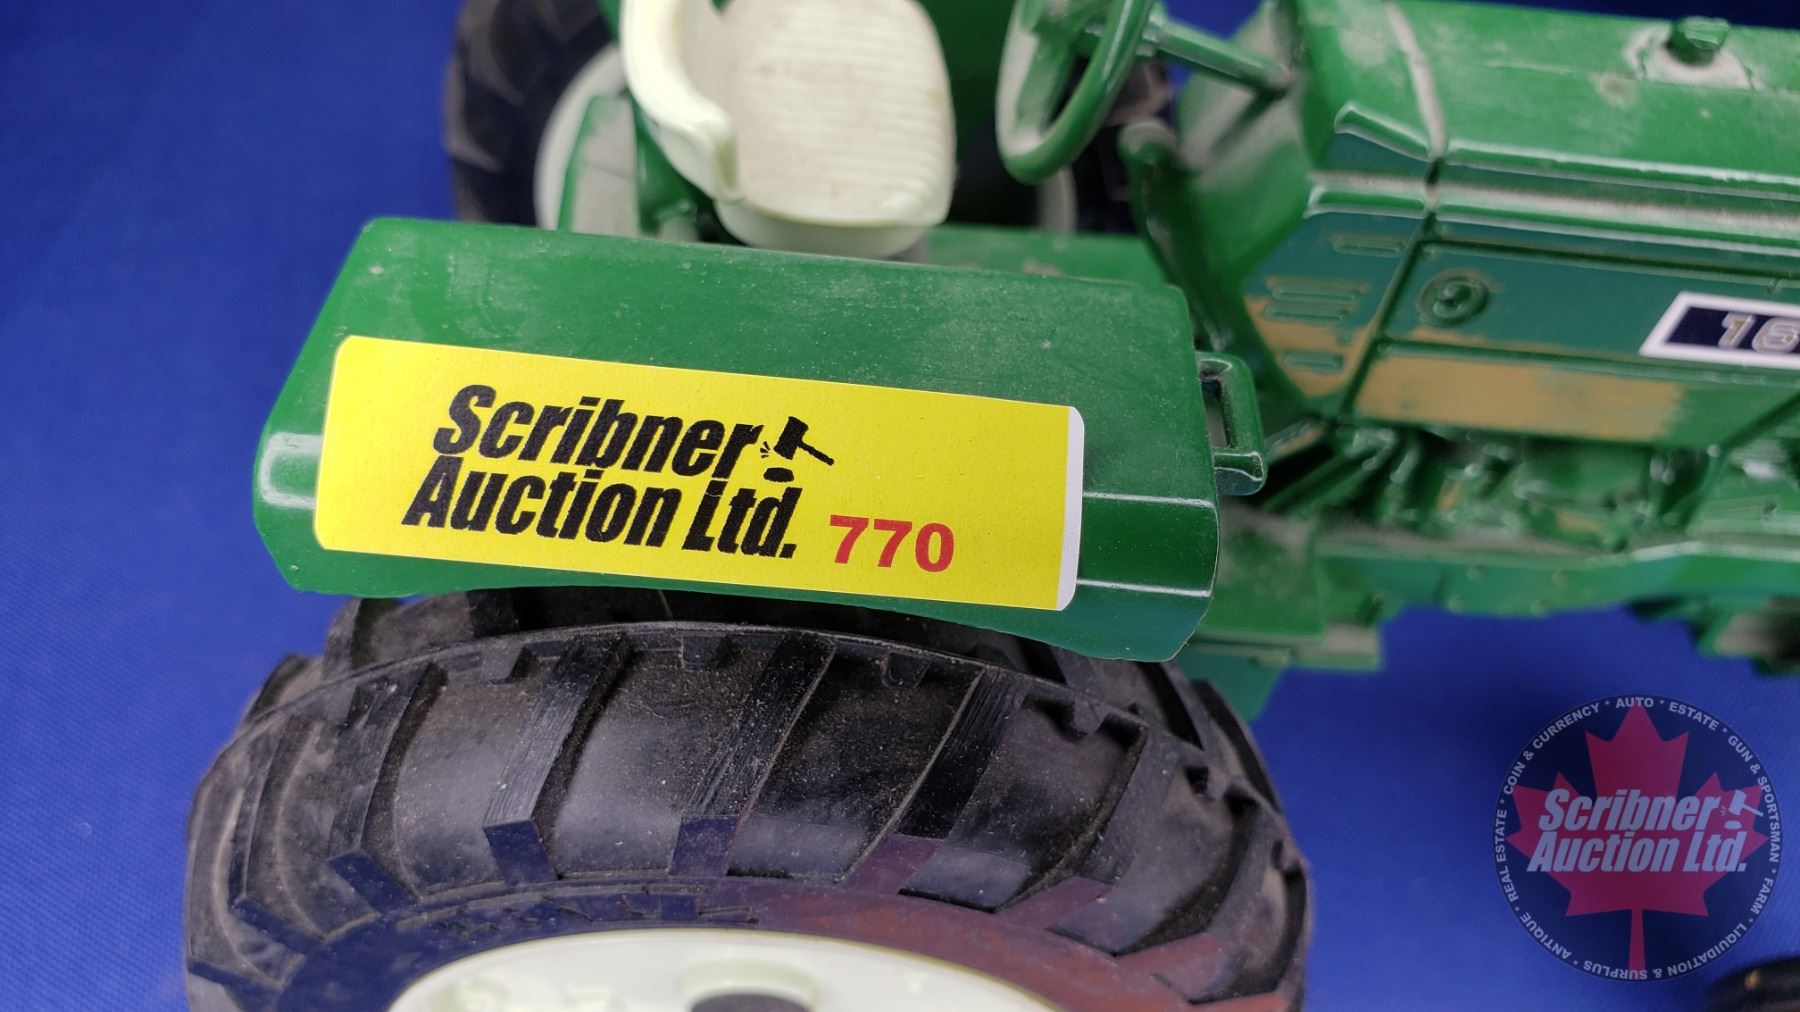 16
Scribner
Auction Ltd.
770
COIN & CURRENCY * AUTO * ESTATE * GUN & SPORTSMAN * FARM * LIQUIDATION & SURPLUS * ANTIQUE * REAL ESTATE *
Scribner
Auction Ltd.